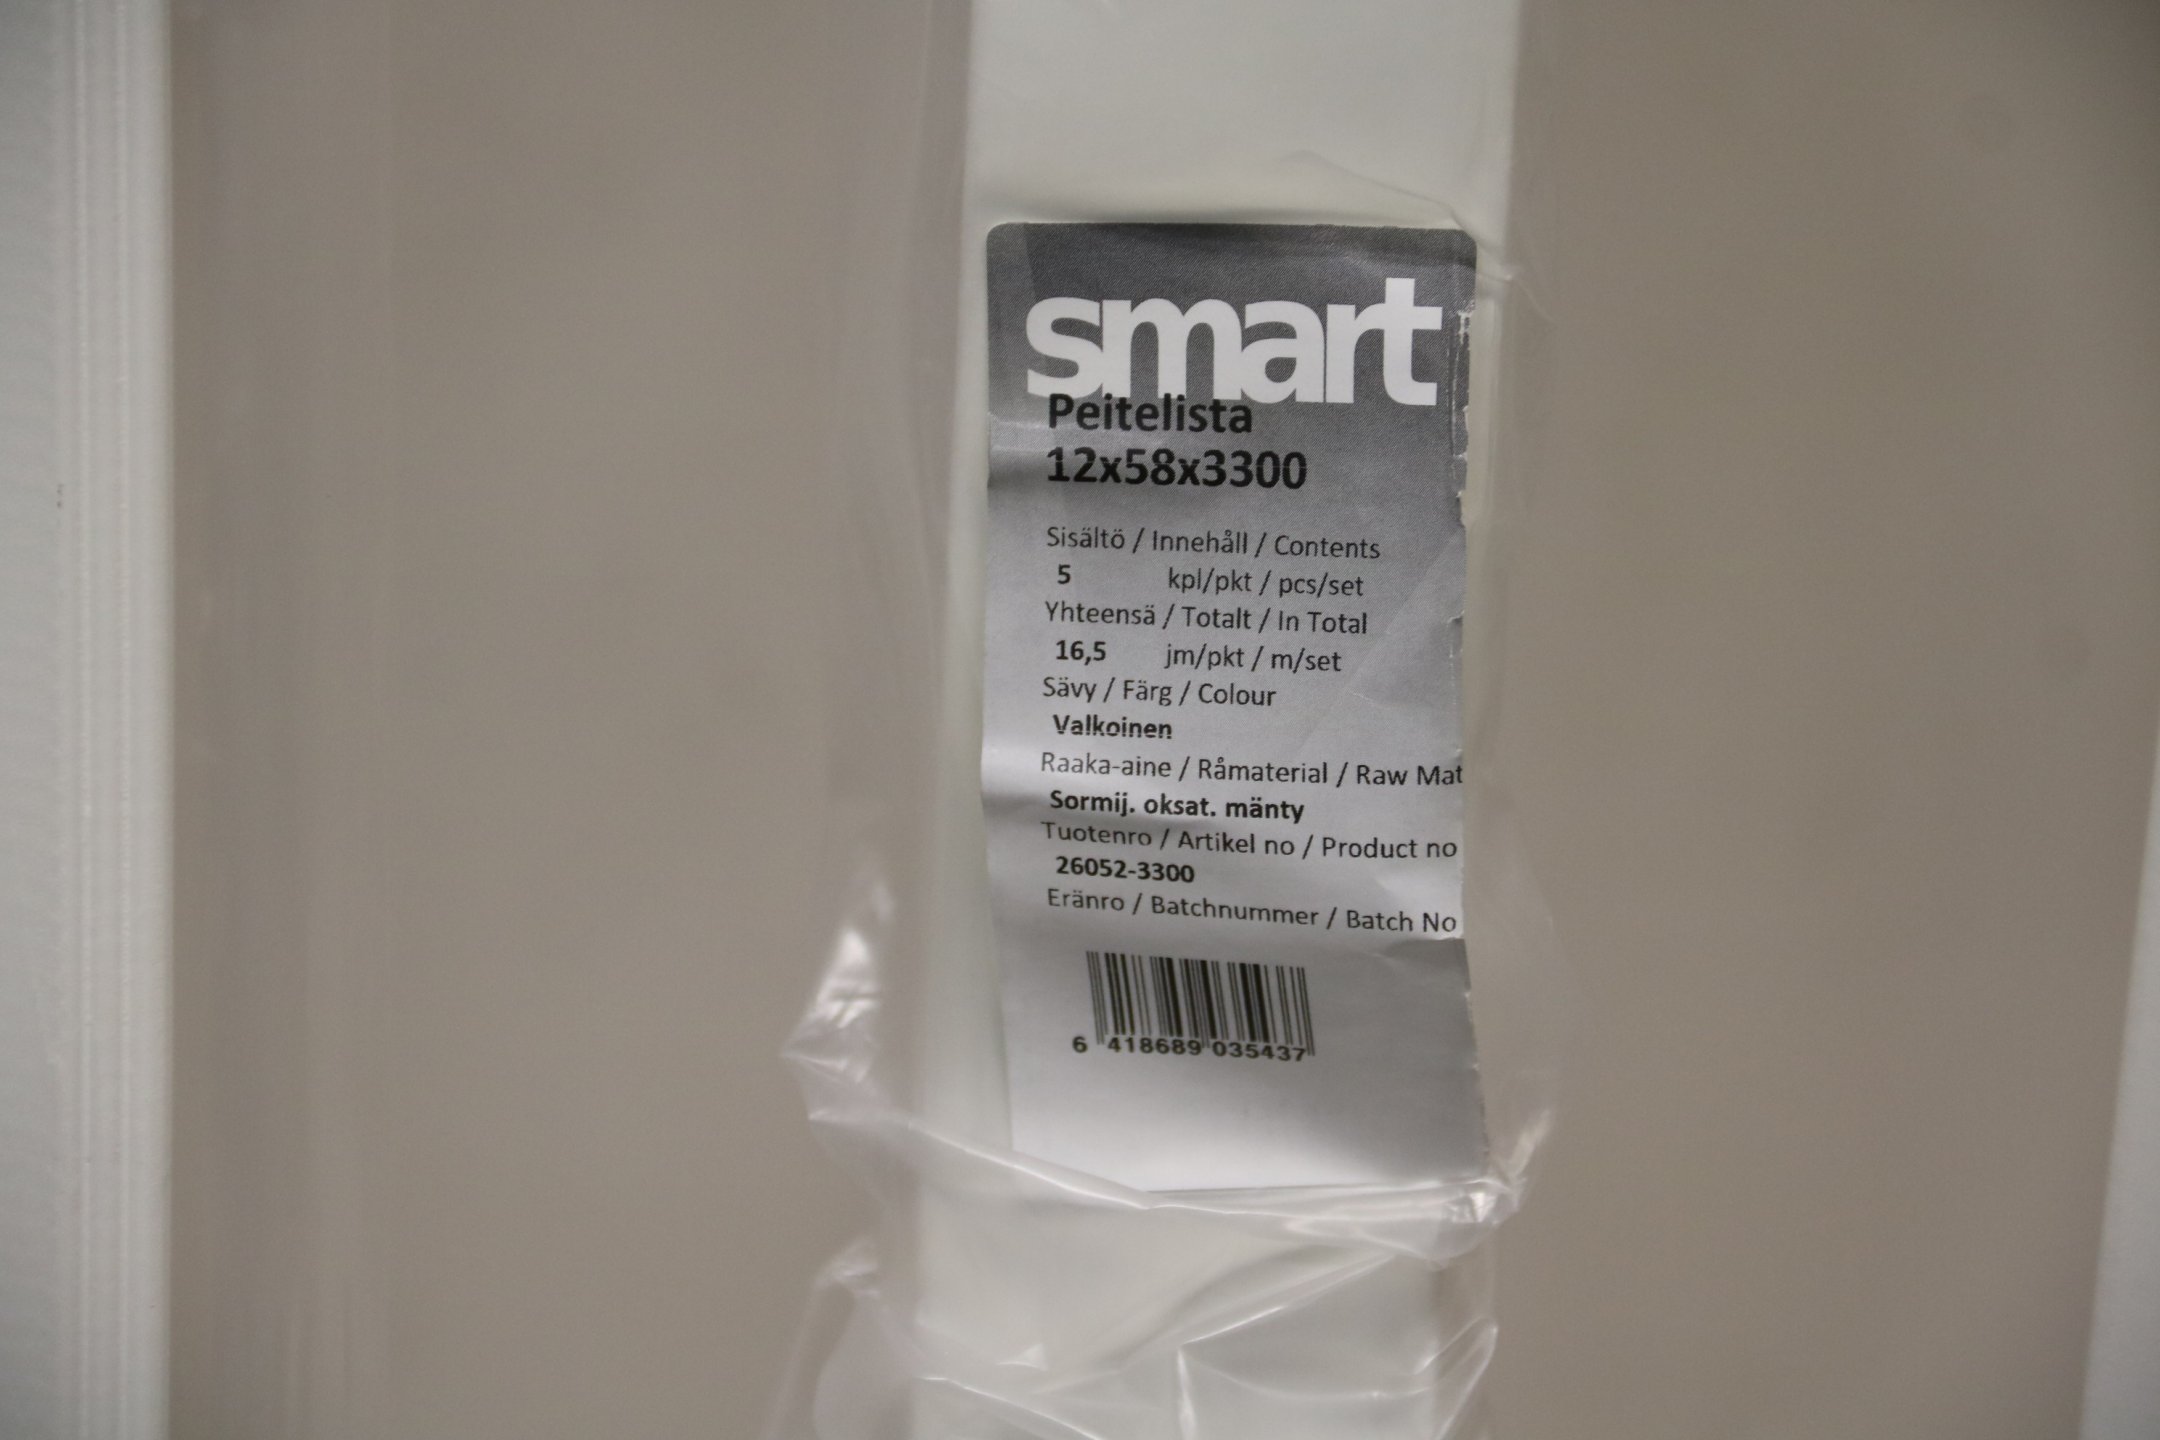 smart
Peitelista
12x58x3300
Sisältö / Innehåll / Contents
5 kpl/pkt / pcs/set
Yhteensä / Totalt / In Total
16,5 jm/pkt / m/set
Sävy / Färg / Colour
Valkoinen
Raaka-aine / Råmaterial / Raw Mat
Sormij. oksat. mänty
Tuotenro / Artikel no / Product no
26052-3300
Eränro / Batchnummer / Batch No
6 418689 035437